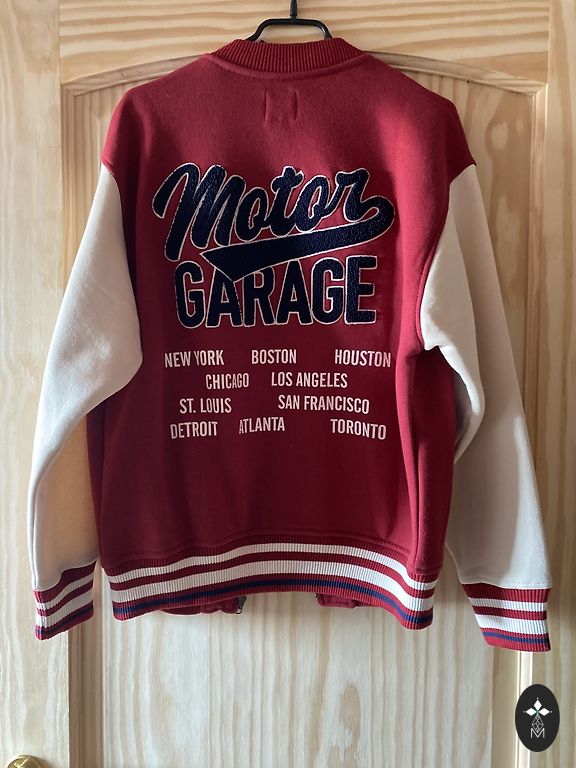 Motor
GARAGE
NEW YORK BOSTON HOUSTON
CHICAGO LOS ANGELES
ST. LOUIS SAN FRANCISCO
DETROIT ATLANTA TORONTO
M